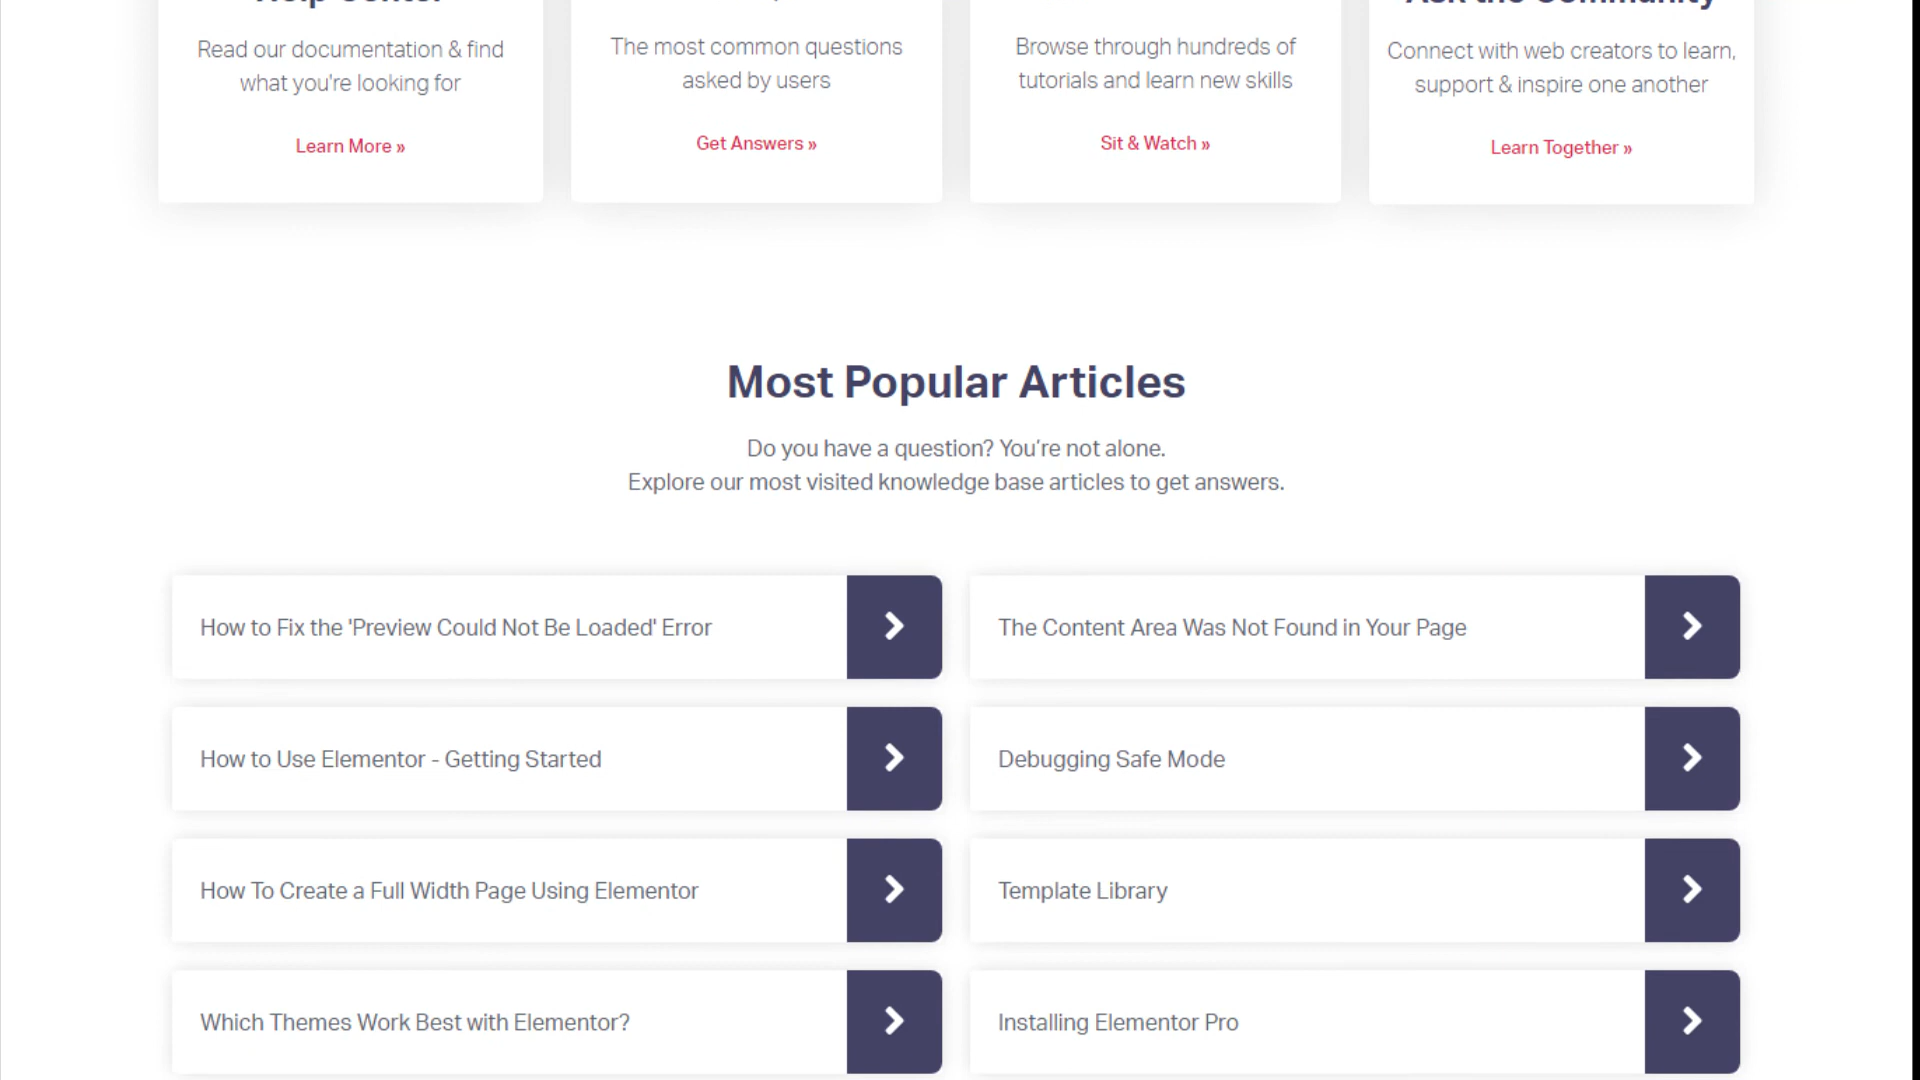 Help Center
Ask the Community
Read our documentation & find
what you're looking for
Learn More »
The most common questions
asked by users
Get Answers »
Browse through hundreds of
tutorials and learn new skills
Sit & Watch »
Connect with web creators to learn,
support & inspire one another
Learn Together »
Most Popular Articles
Do you have a question? You’re not alone.
Explore our most visited knowledge base articles to get answers.
How to Fix the 'Preview Could Not Be Loaded' Error
The Content Area Was Not Found in Your Page
How to Use Elementor - Getting Started
Debugging Safe Mode
How To Create a Full Width Page Using Elementor
Template Library
Which Themes Work Best with Elementor?
Installing Elementor Pro